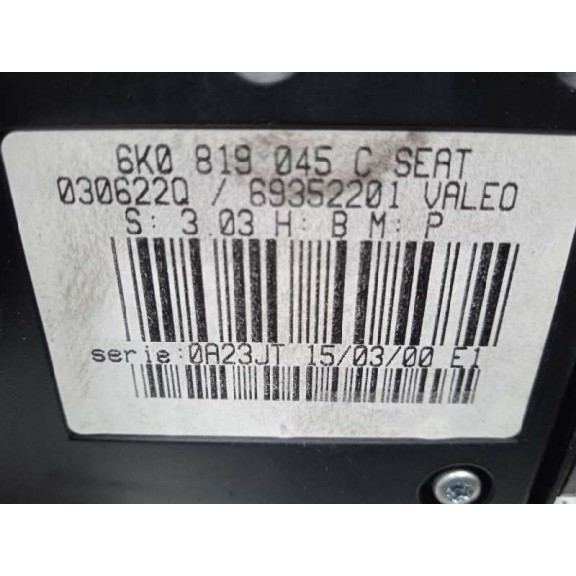 6K0 819 045 C SEAT
030622Q / 69352201 VALEO
S: 3.03 H: B M: P
serie:0A23JT 15/03/00 E1